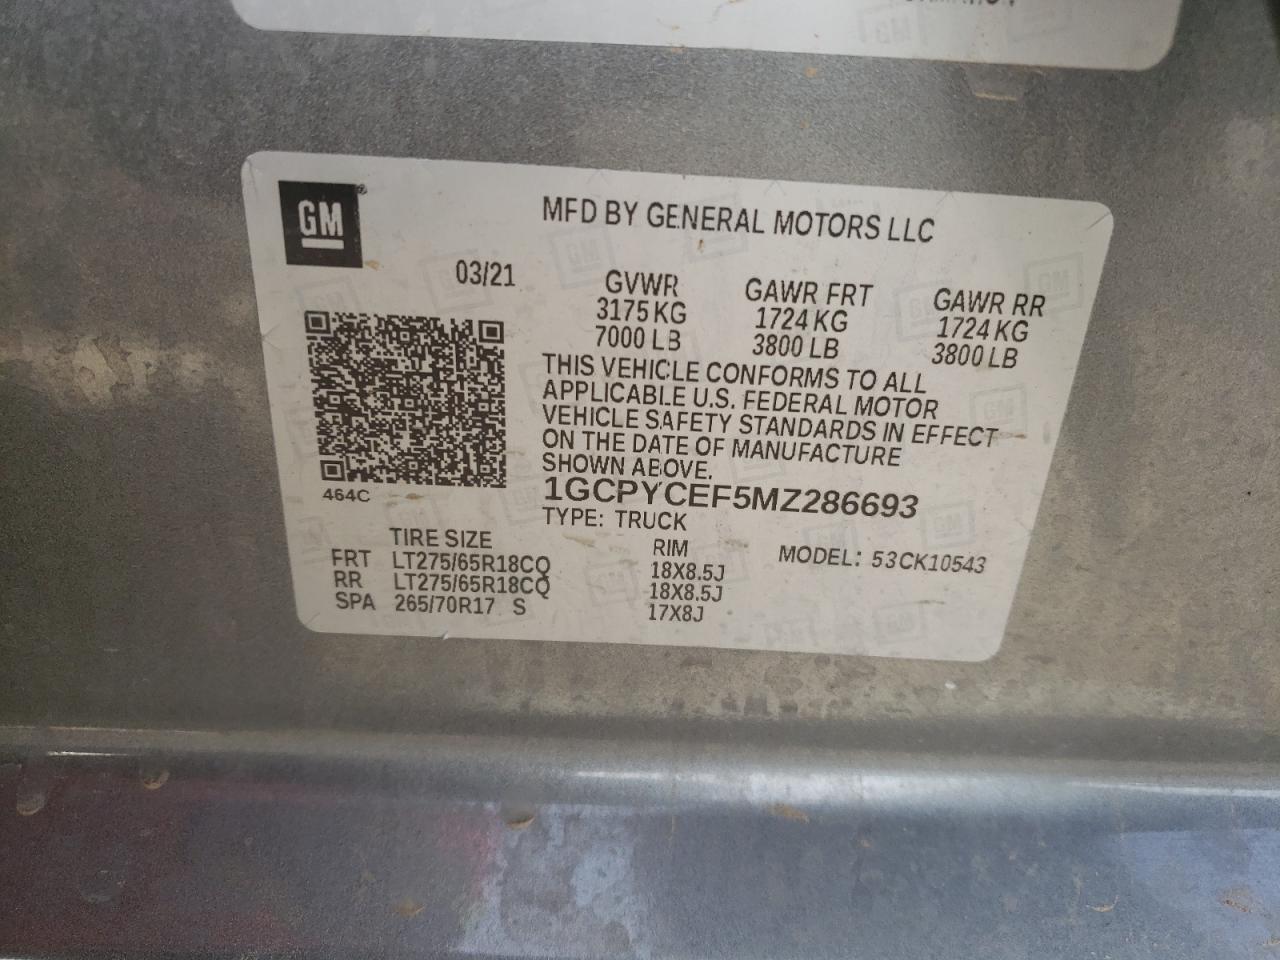 GM
MFD BY GENERAL MOTORS LLC
03/21
GVWR GAWR FRT GAWR RR
3175 KG 1724 KG 1724 KG
7000 LB 3800 LB 3800 LB
THIS VEHICLE CONFORMS TO ALL
APPLICABLE U.S. FEDERAL MOTOR
VEHICLE SAFETY STANDARDS IN EFFECT
ON THE DATE OF MANUFACTURE
SHOWN ABOVE.
464C
1GCPYCEF5MZ286693
TYPE: TRUCK
TIRE SIZE RIM MODEL: 53CK10543
FRT LT275/65R18CQ 18X8.5J
RR LT275/65R18CQ 18X8.5J
SPA 265/70R17 S 17X8J